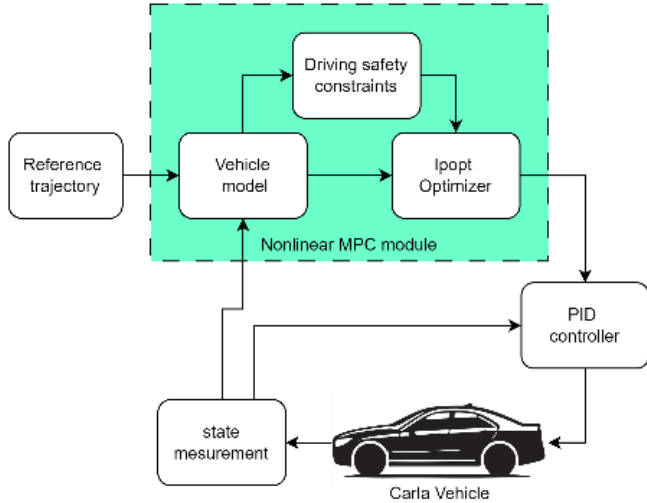 Driving safety
constraints
Reference
trajectory
Vehicle
model
Ipopt
Optimizer
Nonlinear MPC module
PID
controller
state
mesurement
Carla Vehicle